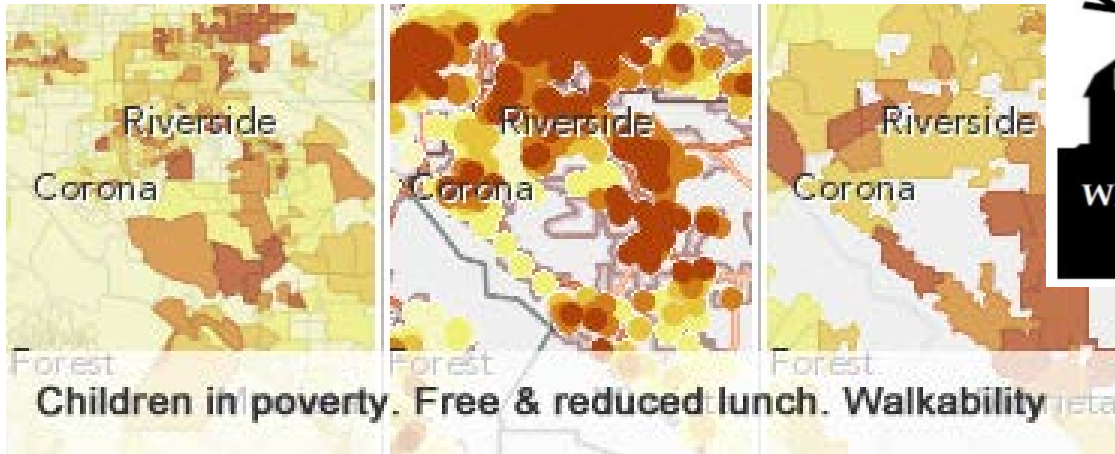 Riverside
Riverside
Riverside
Corona
Corona
Corona
W
Forest
Forest
Forest
Children in poverty. Free & reduced lunch. Walkability